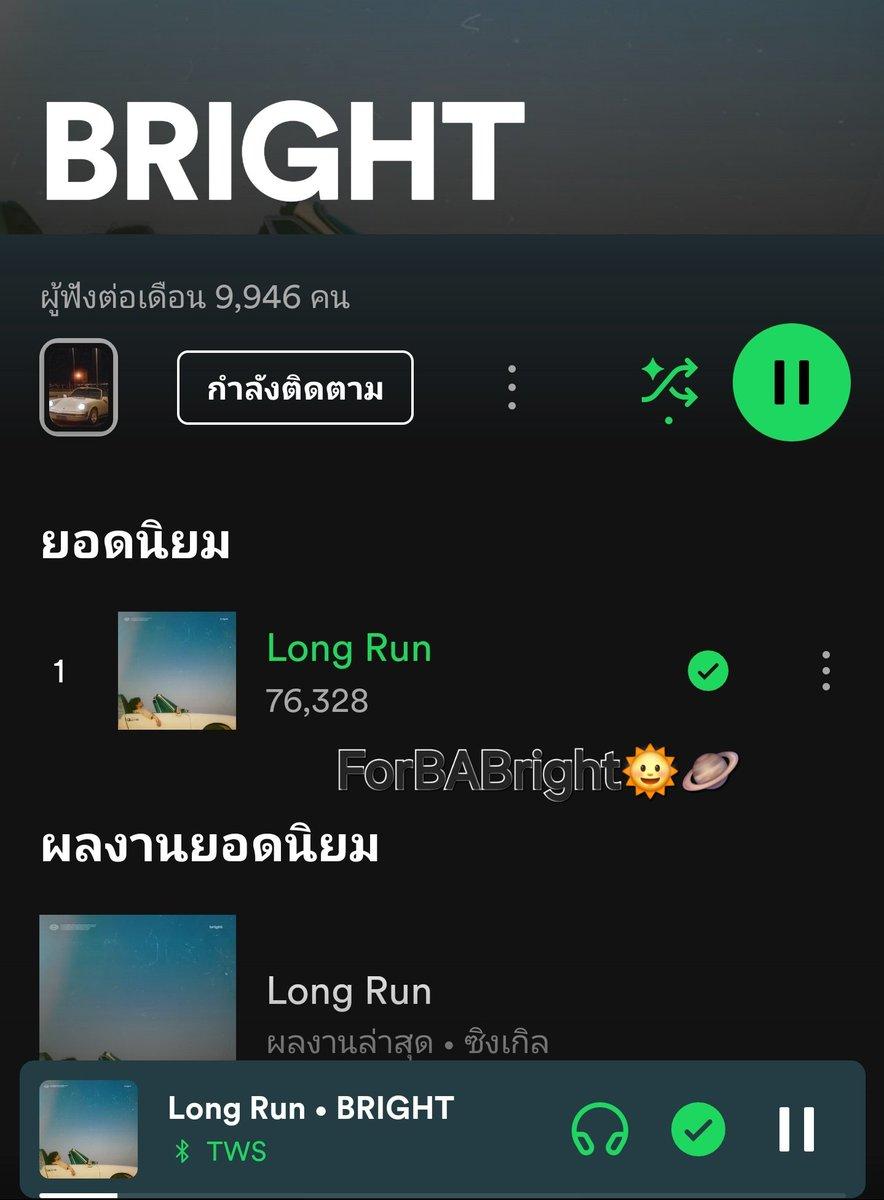 BRIGHT
ผู้ฟังต่อเดือน 9,946 คน
กำลังติดตาม
ยอดนิยม
1
Long Run
76,328
ForBABright🌞🪐
ผลงานยอดนิยม
bright
Long Run
ผลงานล่าสุด • ซิงเกิล
Long Run • BRIGHT
TWS